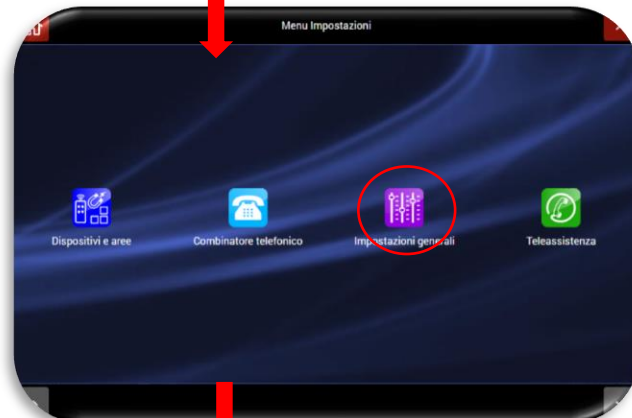 Menu Impostazioni
Dispositivi e aree
Combinatore telefonico
Impostazioni generali
Teleassistenza